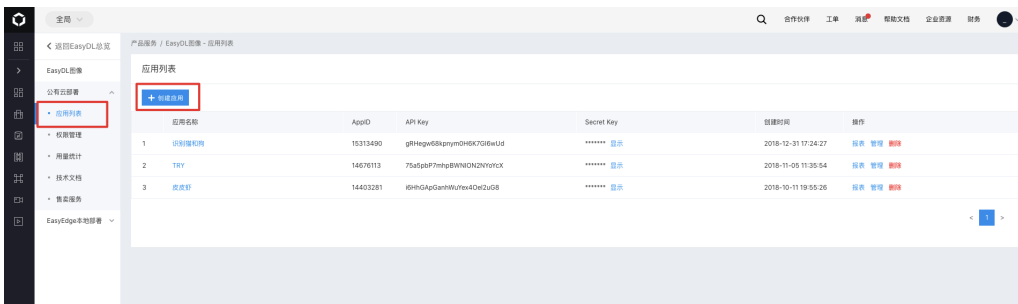 全局
合作伙伴 工单 消息 帮助文档 企业资源 财务
返回EasyDL总览
产品服务 / EasyDL图像 - 应用列表
EasyDL图像
应用列表
公有云部署
+ 创建应用
应用列表
应用名称 AppID API Key Secret Key 创建时间 操作
权限管理
1 识别猫和狗 15313490 gRHegw68kpnym0H6K7GI6wUd ******* 显示 2018-12-31 17:24:27 报表 管理 删除
用量统计
2 TRY 14676113 75a5pbP7mhpBWNION2NYoYcX ******* 显示 2018-11-05 11:35:54 报表 管理 删除
技术文档
3 皮皮虾 14403281 i6HhGApGanhWuYex4Oel2uG8 ******* 显示 2018-10-11 19:55:26 报表 管理 删除
售卖服务
EasyEdge本地部署
< 1 >